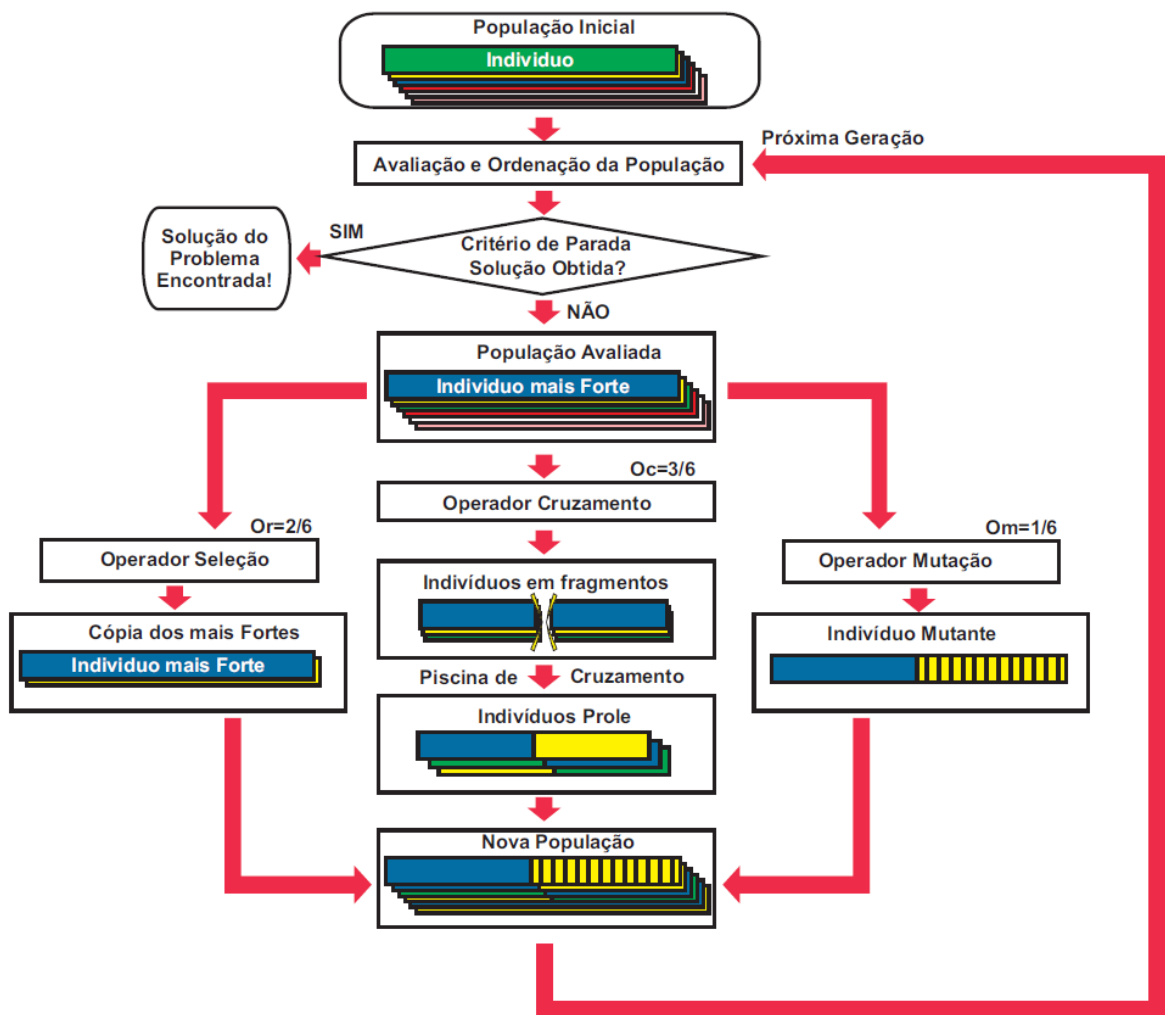 População Inicial
Individuo
Próxima Geração
Avaliação e Ordenação da População
SIM
Solução do
Problema
Encontrada!
Critério de Parada
Solução Obtida?
NÃO
População Avaliada
Individuo mais Forte
Oc=3/6
Operador Cruzamento
Or=2/6
Operador Seleção
Om=1/6
Operador Mutação
Indivíduos em fragmentos
Cópia dos mais Fortes
Individuo mais Forte
Indivíduo Mutante
Piscina de Cruzamento
Indivíduos Prole
Nova População